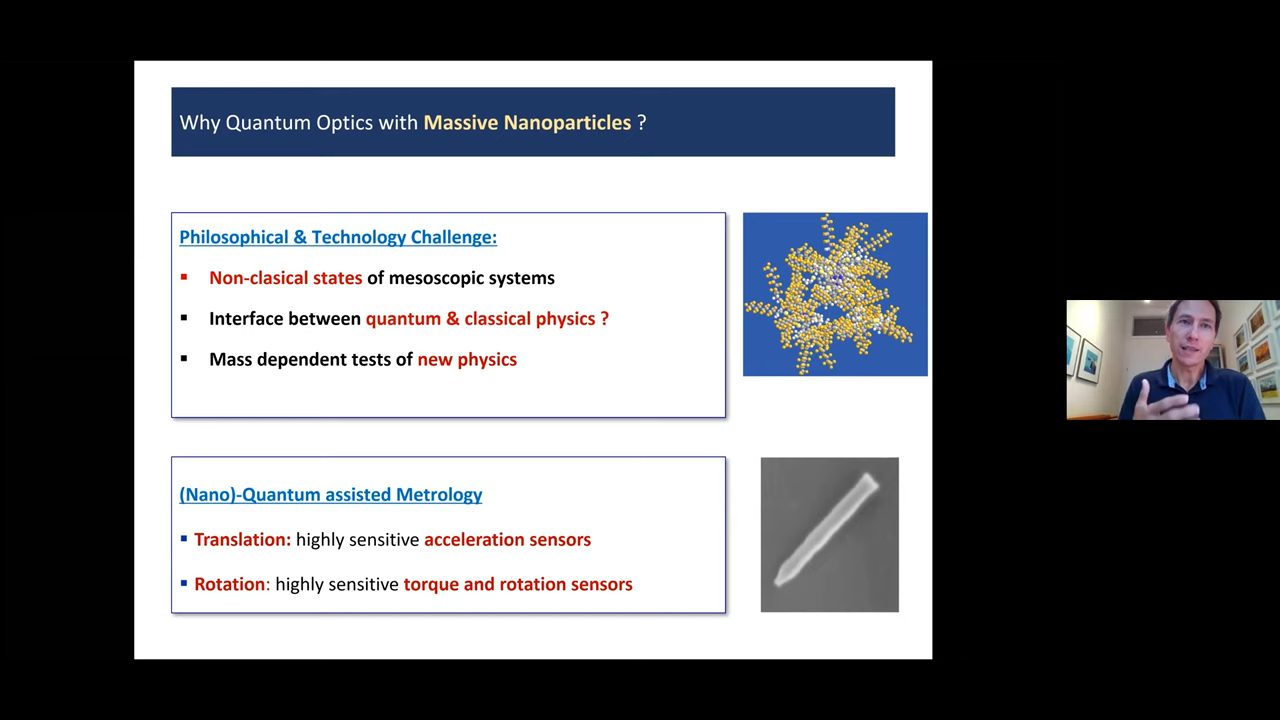 Why Quantum Optics with Massive Nanoparticles ?
Philosophical & Technology Challenge:
▪ Non-clasical states of mesoscopic systems
▪ Interface between quantum & classical physics ?
▪ Mass dependent tests of new physics
(Nano)-Quantum assisted Metrology
▪ Translation: highly sensitive acceleration sensors
▪ Rotation: highly sensitive torque and rotation sensors